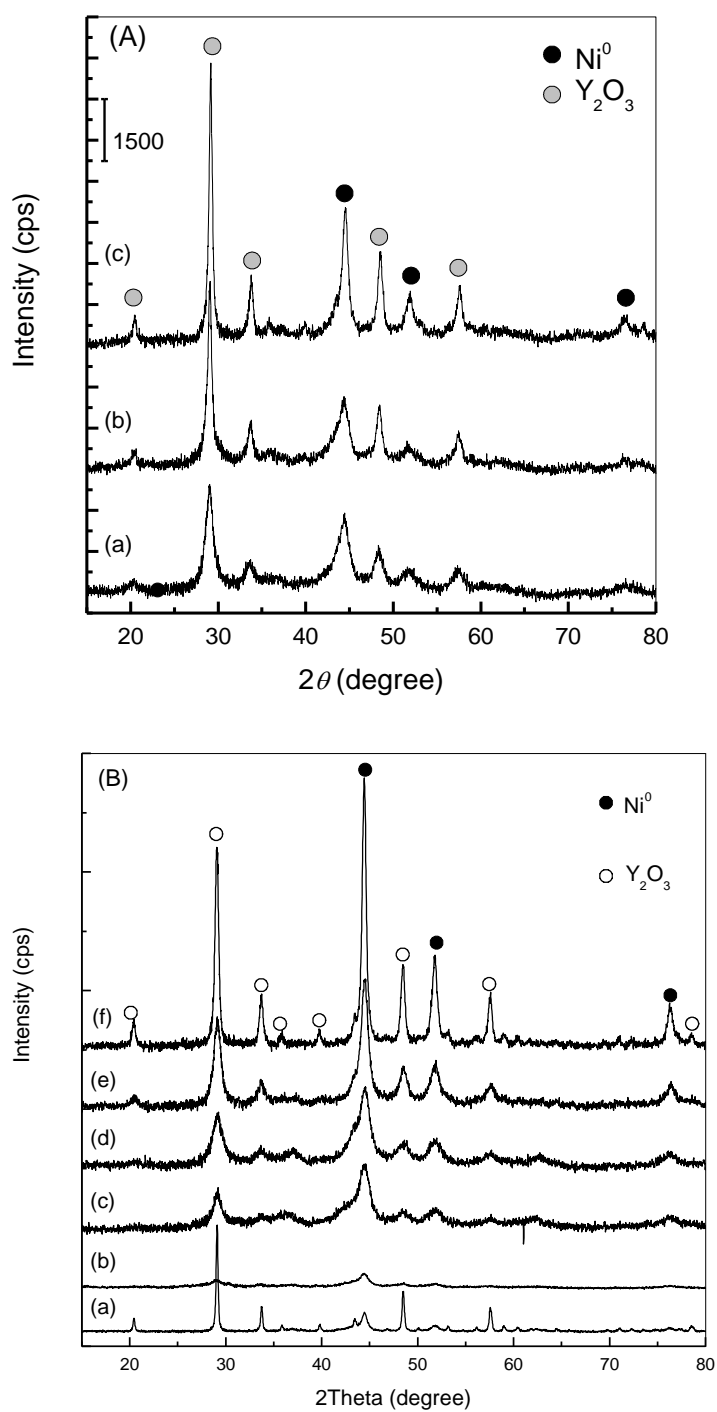 (A)
Ni⁰
Y₂O₃
1500
(c)
(b)
(a)
Intensity (cps)
20 30 40 50 60 70 80
2θ (degree)
(B)
Ni⁰
Y₂O₃
(f)
(e)
(d)
(c)
(b)
(a)
Intensity (cps)
20 30 40 50 60 70 80
2Theta (degree)